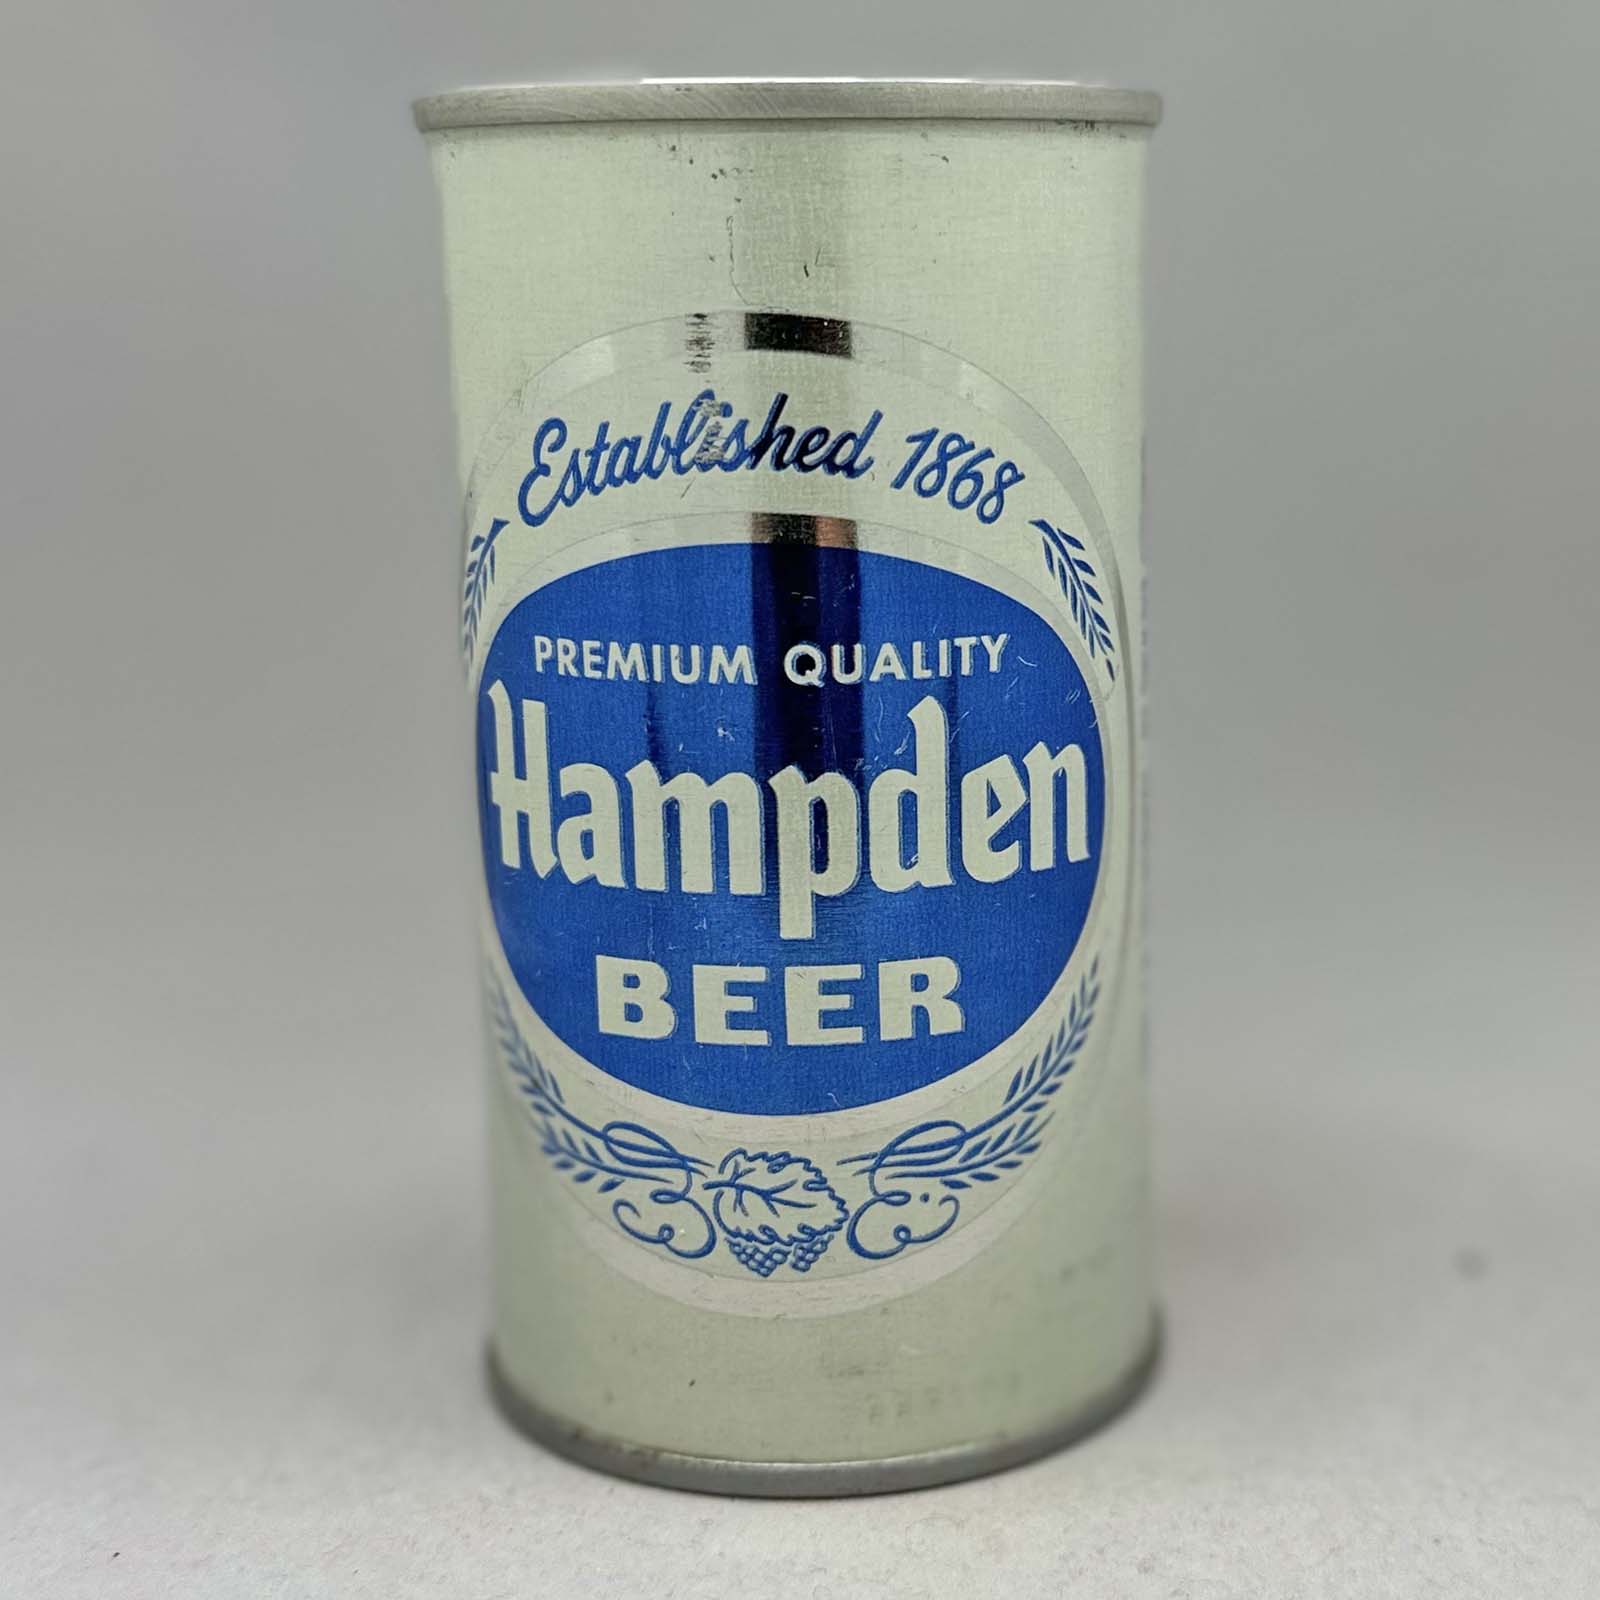 Established 1868
PREMIUM QUALITY
Hampden
BEER